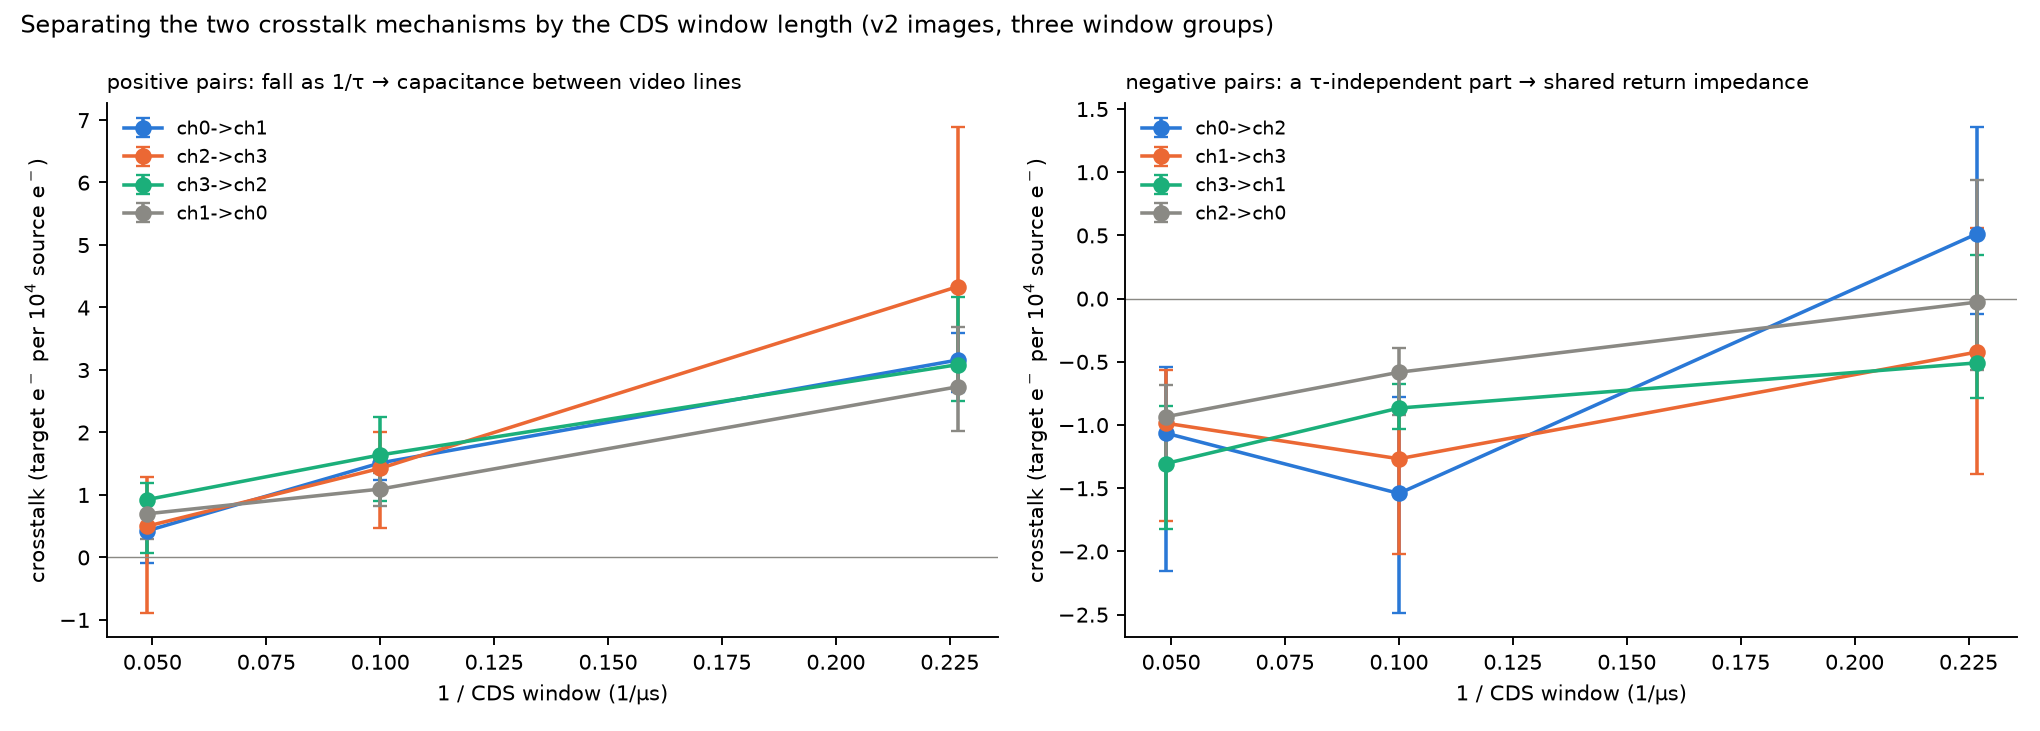 Separating the two crosstalk mechanisms by the CDS window length (v2 images, three window groups)
positive pairs: fall as 1/τ → capacitance between video lines
crosstalk (target e⁻ per 10⁴ source e⁻)
7
6
5
4
3
2
1
0
−1
ch0->ch1
ch2->ch3
ch3->ch2
ch1->ch0
0.050 0.075 0.100 0.125 0.150 0.175 0.200 0.225
1 / CDS window (1/µs)
negative pairs: a τ-independent part → shared return impedance
crosstalk (target e⁻ per 10⁴ source e⁻)
1.5
1.0
0.5
0.0
−0.5
−1.0
−1.5
−2.0
−2.5
ch0->ch2
ch1->ch3
ch3->ch1
ch2->ch0
0.050 0.075 0.100 0.125 0.150 0.175 0.200 0.225
1 / CDS window (1/µs)